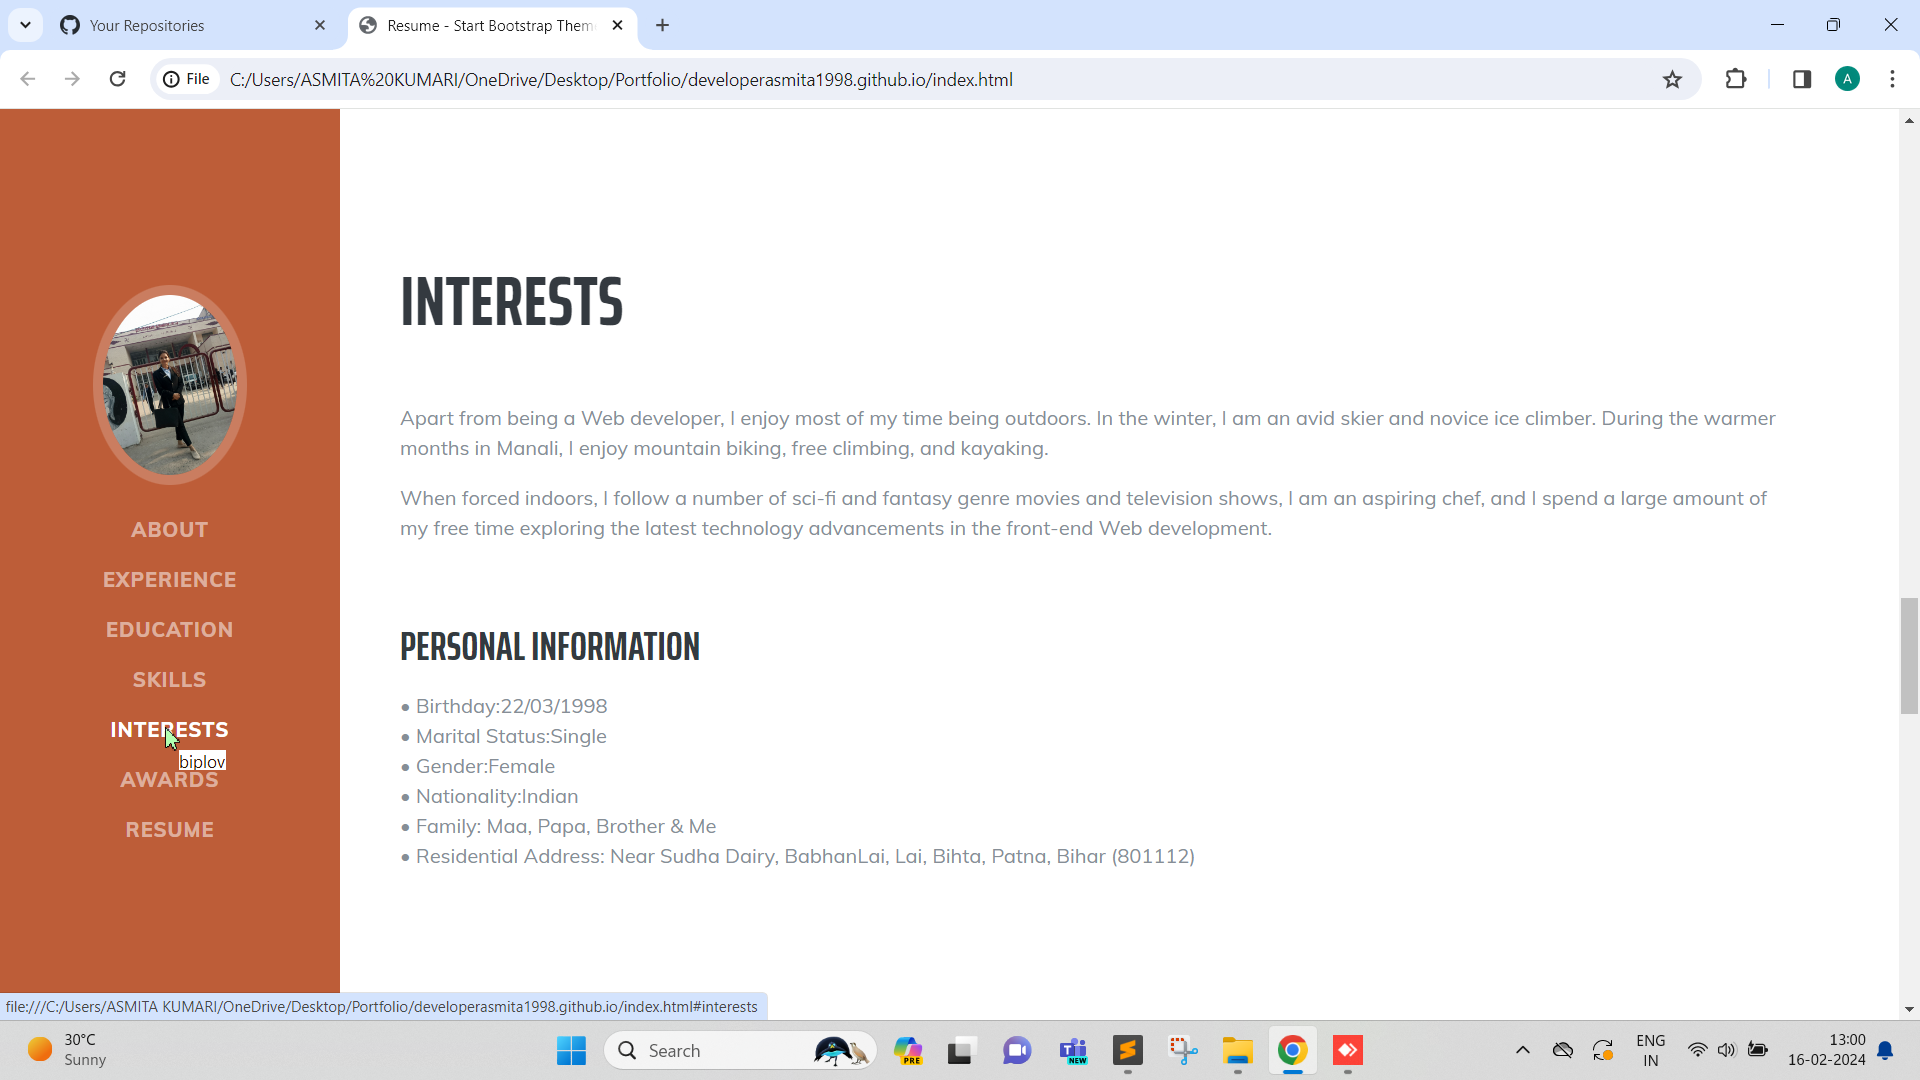 Your Repositories
Resume - Start Bootstrap Them
File
C:/Users/ASMITA%20KUMARI/OneDrive/Desktop/Portfolio/developerasmita1998.github.io/index.html
A
ABOUT
EXPERIENCE
EDUCATION
SKILLS
INTERESTS
biplov
AWARDS
RESUME
INTERESTS
Apart from being a Web developer, I enjoy most of my time being outdoors. In the winter, I am an avid skier and novice ice climber. During the warmer
months in Manali, I enjoy mountain biking, free climbing, and kayaking.
When forced indoors, I follow a number of sci-fi and fantasy genre movies and television shows, I am an aspiring chef, and I spend a large amount of
my free time exploring the latest technology advancements in the front-end Web development.
PERSONAL INFORMATION
• Birthday:22/03/1998
• Marital Status:Single
• Gender:Female
• Nationality:Indian
• Family: Maa, Papa, Brother & Me
• Residential Address: Near Sudha Dairy, BabhanLai, Lai, Bihta, Patna, Bihar (801112)
file:///C:/Users/ASMITA KUMARI/OneDrive/Desktop/Portfolio/developerasmita1998.github.io/index.html#interests
30°C
Sunny
Search
PRE
NEW
ENG
IN
13:00
16-02-2024